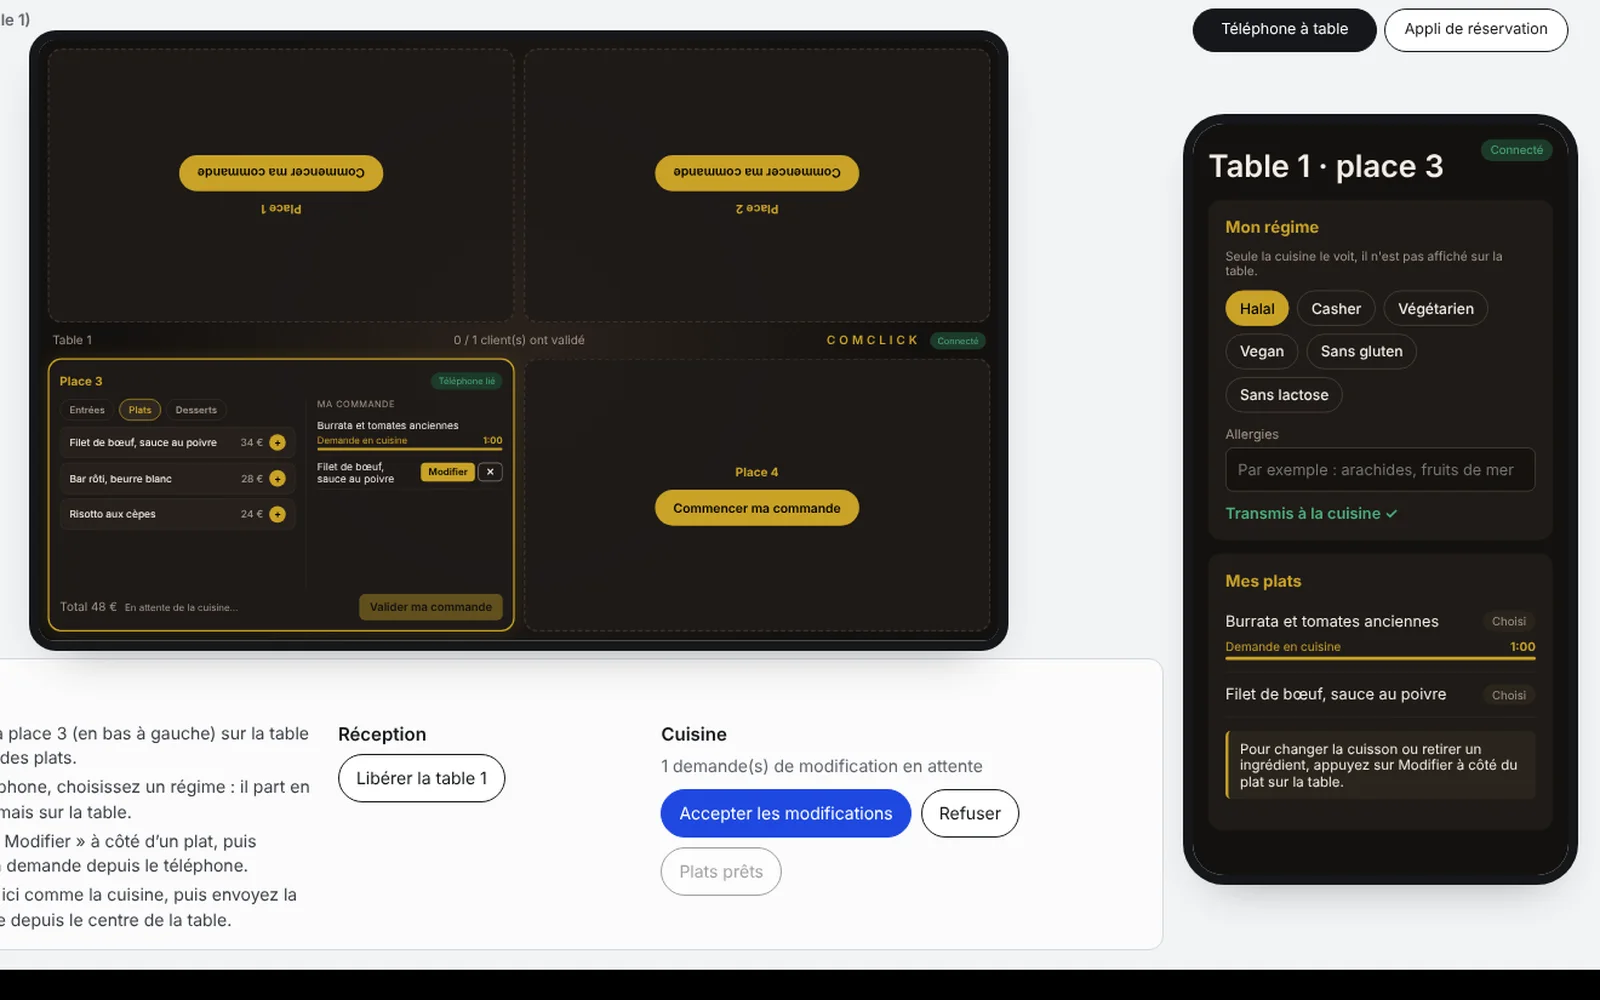 le 1)
Téléphone à table
Appli de réservation
Commencer ma commande
Place 1
Commencer ma commande
Place 2
Table 1
0 / 1 client(s) ont validé
COMCLICK
Connecté
Place 3
Téléphone lié
Entrées
Plats
Desserts
Filet de bœuf, sauce au poivre
34 €
+
Bar rôti, beurre blanc
28 €
+
Risotto aux cèpes
24 €
+
MA COMMANDE
Burrata et tomates anciennes
Demande en cuisine
1:00
Filet de bœuf,
sauce au poivre
Modifier
×
Total 48 €
En attente de la cuisine...
Valider ma commande
Place 4
Commencer ma commande
Table 1 · place 3
Connecté
Mon régime
Seule la cuisine le voit, il n'est pas affiché sur la
table.
Halal
Casher
Végétarien
Vegan
Sans gluten
Sans lactose
Allergies
Par exemple : arachides, fruits de mer
Transmis à la cuisine ✓
Mes plats
Burrata et tomates anciennes
Choisi
Demande en cuisine
1:00
Filet de bœuf, sauce au poivre
Choisi
Pour changer la cuisson ou retirer un
ingrédient, appuyez sur Modifier à côté du
plat sur la table.
a place 3 (en bas à gauche) sur la table
des plats.
phone, choisissez un régime : il part en
mais sur la table.
Modifier » à côté d’un plat, puis
a demande depuis le téléphone.
ici comme la cuisine, puis envoyez la
e depuis le centre de la table.
Réception
Libérer la table 1
Cuisine
1 demande(s) de modification en attente
Accepter les modifications
Refuser
Plats prêts